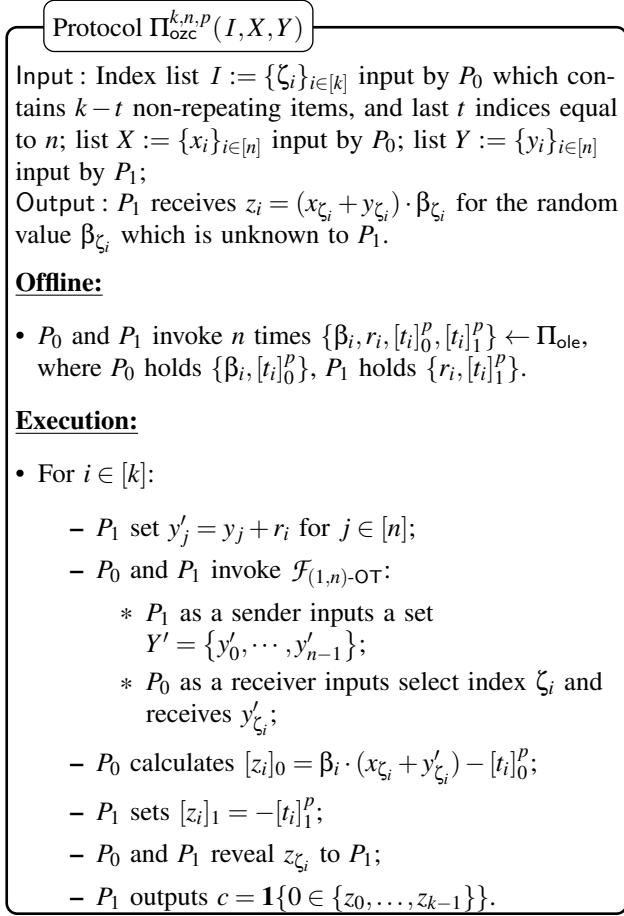 Protocol Π_ozc^{k,n,p}(I,X,Y)
Input : Index list I := {ζ_i}_{i∈[k]} input by P_0 which con-
tains k−t non-repeating items, and last t indices equal
to n; list X := {x_i}_{i∈[n]} input by P_0; list Y := {y_i}_{i∈[n]}
input by P_1;
Output : P_1 receives z_i = (x_{ζ_i} + y_{ζ_i}) · β_{ζ_i} for the random
value β_{ζ_i} which is unknown to P_1.
Offline:
• P_0 and P_1 invoke n times {β_i, r_i, [t_i]_0^p, [t_i]_1^p} ← Π_ole,
where P_0 holds {β_i, [t_i]_0^p}, P_1 holds {r_i, [t_i]_1^p}.
Execution:
• For i ∈ [k]:
– P_1 set y′_j = y_j + r_i for j ∈ [n];
– P_0 and P_1 invoke ℱ_{(1,n)-OT}:
∗ P_1 as a sender inputs a set
Y′ = {y′_0, ⋯, y′_{n−1}};
∗ P_0 as a receiver inputs select index ζ_i and
receives y′_{ζ_i};
– P_0 calculates [z_i]_0 = β_i · (x_{ζ_i} + y′_{ζ_i}) − [t_i]_0^p;
– P_1 sets [z_i]_1 = −[t_i]_1^p;
– P_0 and P_1 reveal z_{ζ_i} to P_1;
– P_1 outputs c = 𝟏{0 ∈ {z_0, …, z_{k−1}}}.